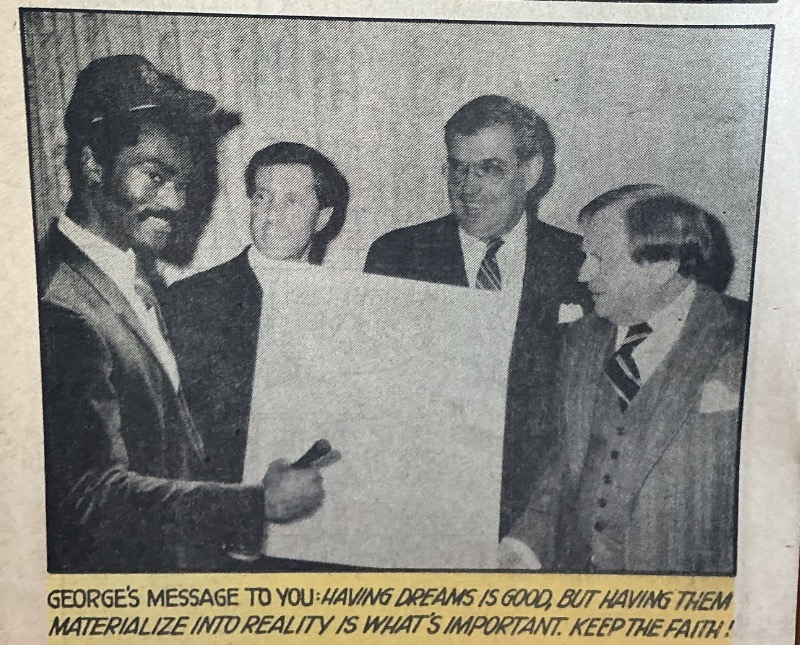 GEORGE'S MESSAGE TO YOU: HAVING DREAMS IS GOOD, BUT HAVING THEM
MATERIALIZE INTO REALITY IS WHAT'S IMPORTANT. KEEP THE FAITH!